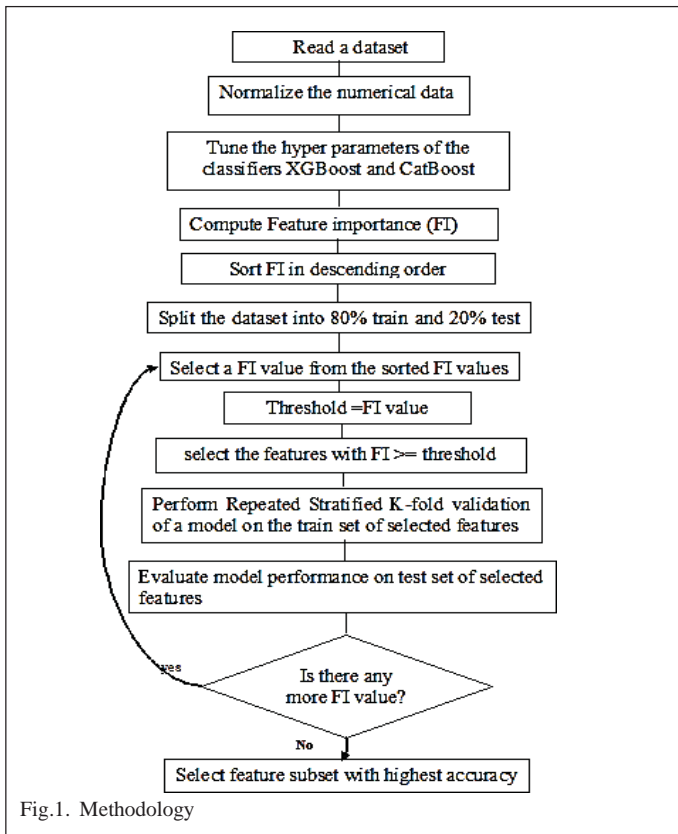 Read a dataset
Normalize the numerical data
Tune the hyper parameters of the
classifiers XGBoost and CatBoost
Compute Feature importance (FI)
Sort FI in descending order
Split the dataset into 80% train and 20% test
Select a FI value from the sorted FI values
Threshold =FI value
select the features with FI >= threshold
Perform Repeated Stratified K-fold validation
of a model on the train set of selected features
Evaluate model performance on test set of selected
features
yes
Is there any
more FI value?
No
Select feature subset with highest accuracy
Fig.1. Methodology